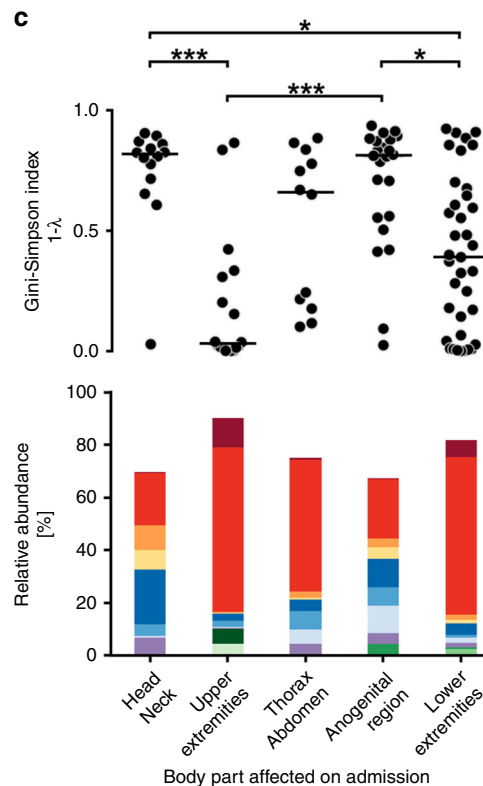 c
*
***
*
***
1.0
0.5
0.0
Gini-Simpson index
1-λ
100
80
60
40
20
0
Relative abundance
[%]
Head
Neck
Upper
extremities
Thorax
Abdomen
Anogenital
region
Lower
extremities
Body part affected on admission